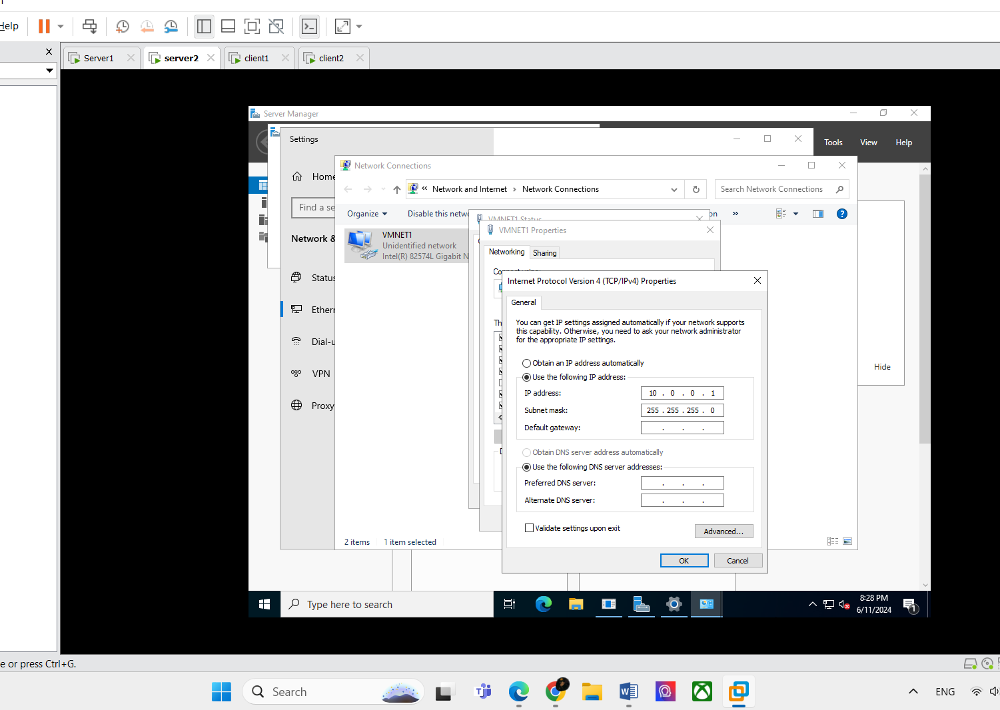 Help
Server1
server2
client1
client2
Server Manager
Tools
View
Help
Settings
Home
Find a se
Network &
Status
Ethern
Dial-u
VPN
Proxy
Network Connections
Network and Internet › Network Connections
Search Network Connections
Organize
Disable this netwo
on
»
VMNET1
Unidentified network
Intel(R) 82574L Gigabit N
2 items
1 item selected
VMNET1 Status
VMNET1 Properties
Networking
Sharing
Connect using:
Th
Internet Protocol Version 4 (TCP/IPv4) Properties
General
You can get IP settings assigned automatically if your network supports
this capability. Otherwise, you need to ask your network administrator
for the appropriate IP settings.
Obtain an IP address automatically
Use the following IP address:
IP address: 10 . 0 . 0 . 1
Subnet mask: 255 . 255 . 255 . 0
Default gateway: . . .
Obtain DNS server address automatically
Use the following DNS server addresses:
Preferred DNS server: . . .
Alternate DNS server: . . .
Validate settings upon exit
Advanced...
OK
Cancel
Hide
Type here to search
8:28 PM
6/11/2024
1
e or press Ctrl+G.
Search
ENG